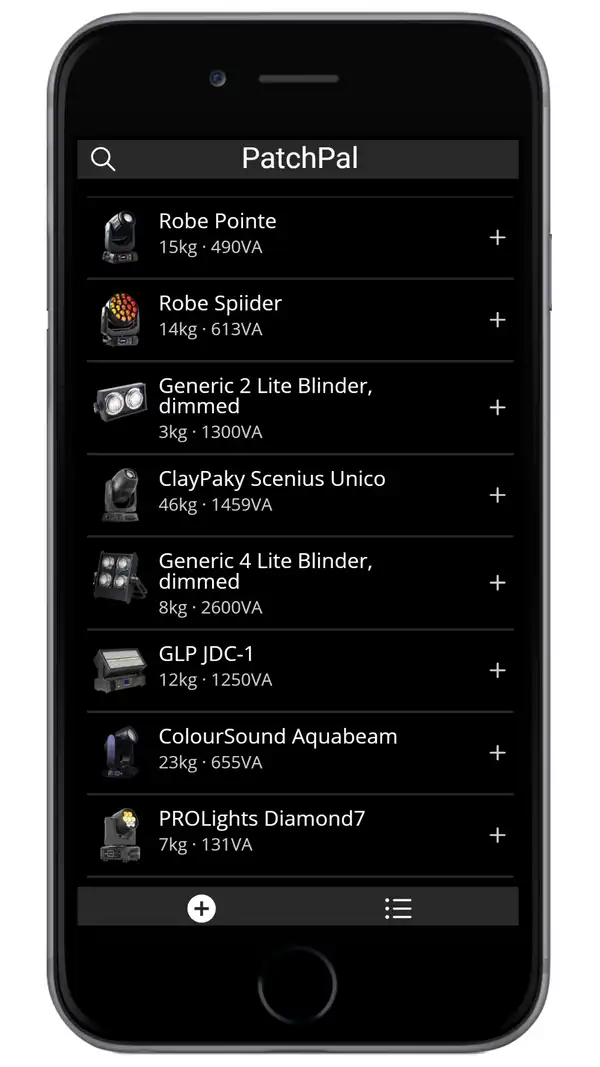 PatchPal
Robe Pointe
15kg · 490VA
Robe Spiider
14kg · 613VA
Generic 2 Lite Blinder,
dimmed
3kg · 1300VA
ClayPaky Scenius Unico
46kg · 1459VA
Generic 4 Lite Blinder,
dimmed
8kg · 2600VA
GLP JDC-1
12kg · 1250VA
ColourSound Aquabeam
23kg · 655VA
PROLights Diamond7
7kg · 131VA